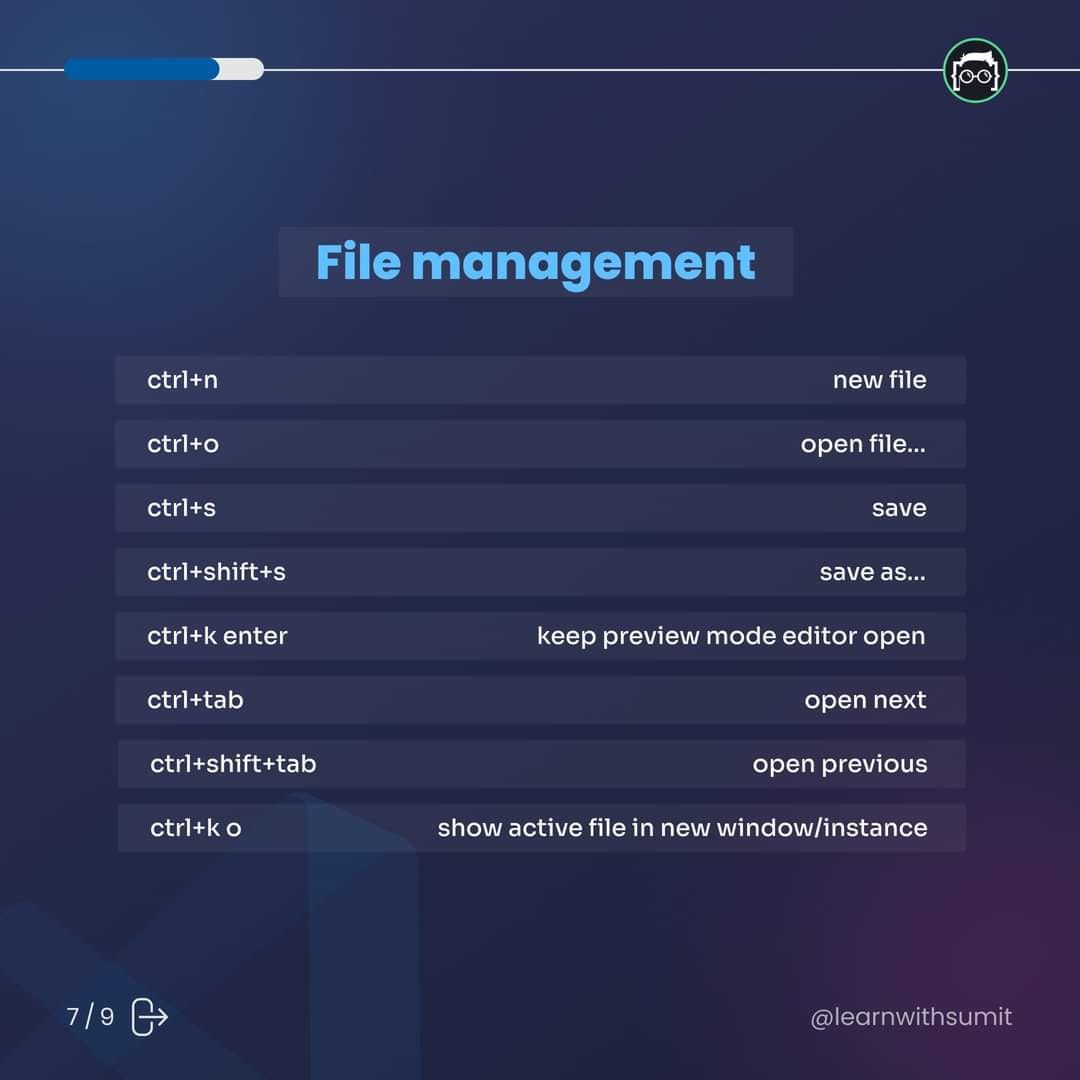 File management
ctrl+n new file
ctrl+o open file...
ctrl+s save
ctrl+shift+s save as...
ctrl+k enter keep preview mode editor open
ctrl+tab open next
ctrl+shift+tab open previous
ctrl+k o show active file in new window/instance
7/9 @learnwithsumit